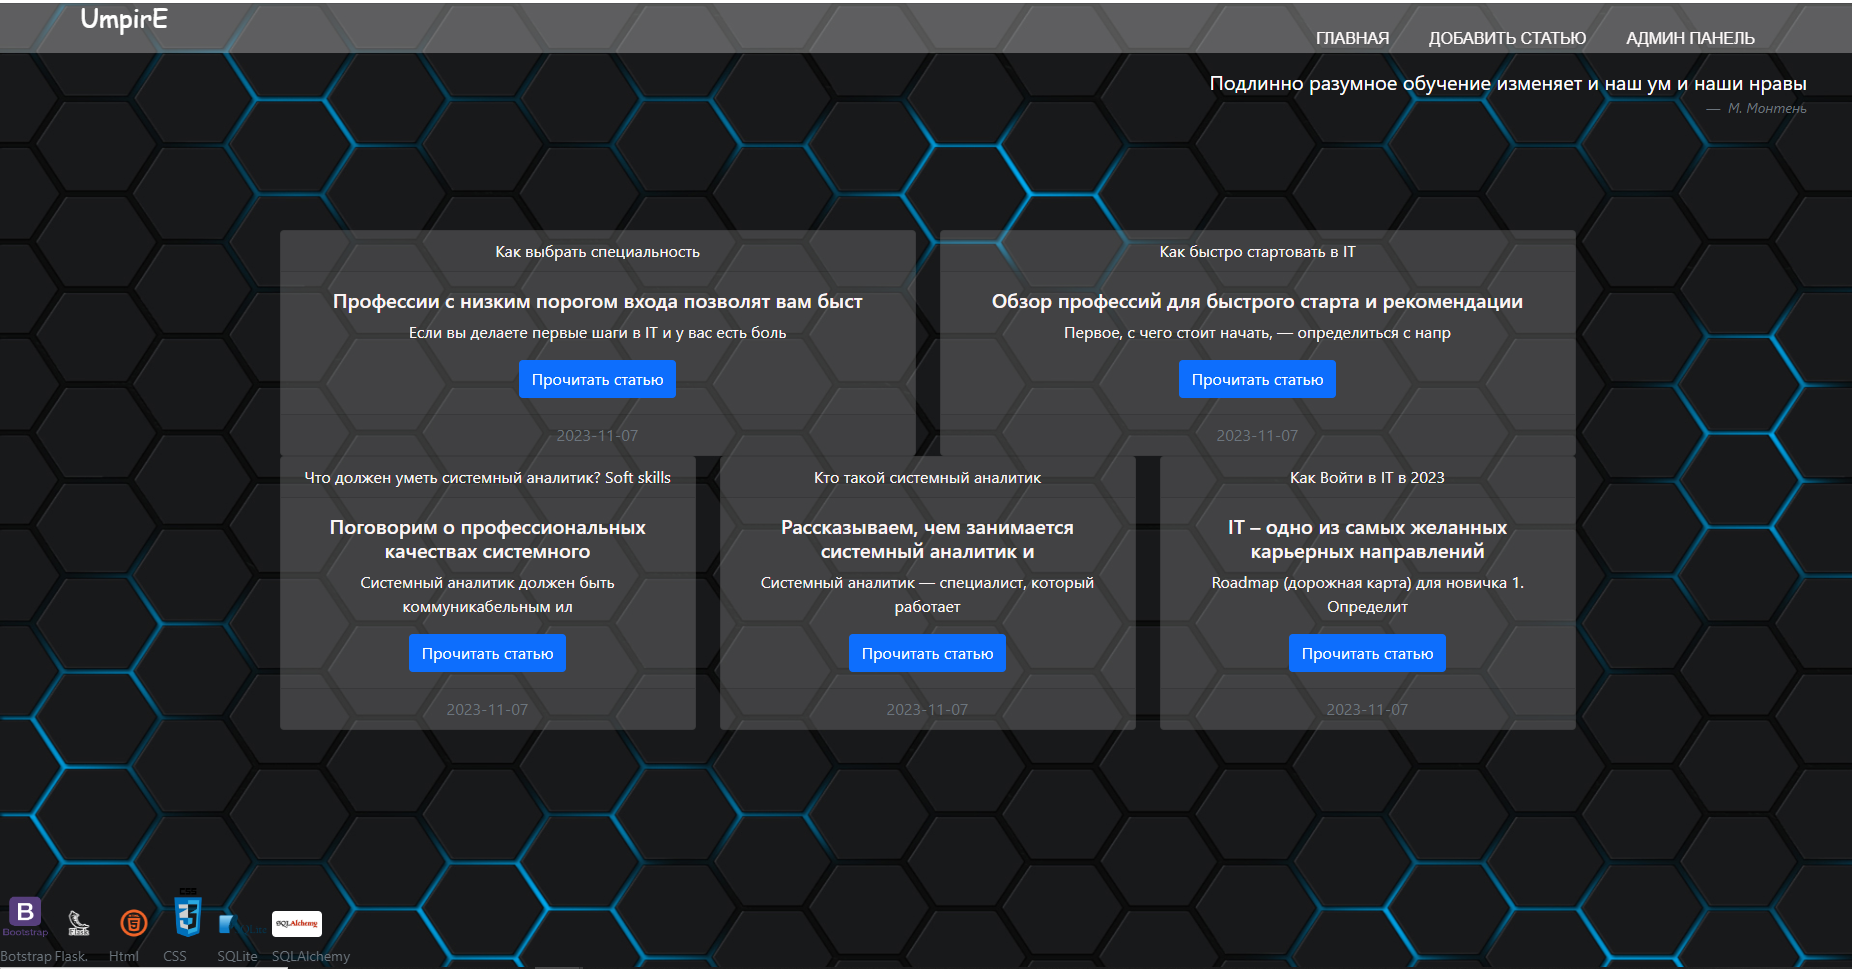 UmpirE
ГЛАВНАЯ ДОБАВИТЬ СТАТЬЮ АДМИН ПАНЕЛЬ
Подлинно разумное обучение изменяет и наш ум и наши нравы
— М. Монтень
Как выбрать специальность
Профессии с низким порогом входа позволят вам быст
Если вы делаете первые шаги в IT и у вас есть боль
Прочитать статью
2023-11-07
Как быстро стартовать в IT
Обзор профессий для быстрого старта и рекомендации
Первое, с чего стоит начать, — определиться с напр
Прочитать статью
2023-11-07
Что должен уметь системный аналитик? Soft skills
Поговорим о профессиональных
качествах системного
Системный аналитик должен быть
коммуникабельным ил
Прочитать статью
2023-11-07
Кто такой системный аналитик
Рассказываем, чем занимается
системный аналитик и
Системный аналитик — специалист, который
работает
Прочитать статью
2023-11-07
Как Войти в IT в 2023
IT – одно из самых желанных
карьерных направлений
Roadmap (дорожная карта) для новичка 1.
Определит
Прочитать статью
2023-11-07
B
Bootstrap
Flask
5
CSS
3
SQLAlchemy
Botstrap Flask. Html CSS SQLite SQLAlchemy